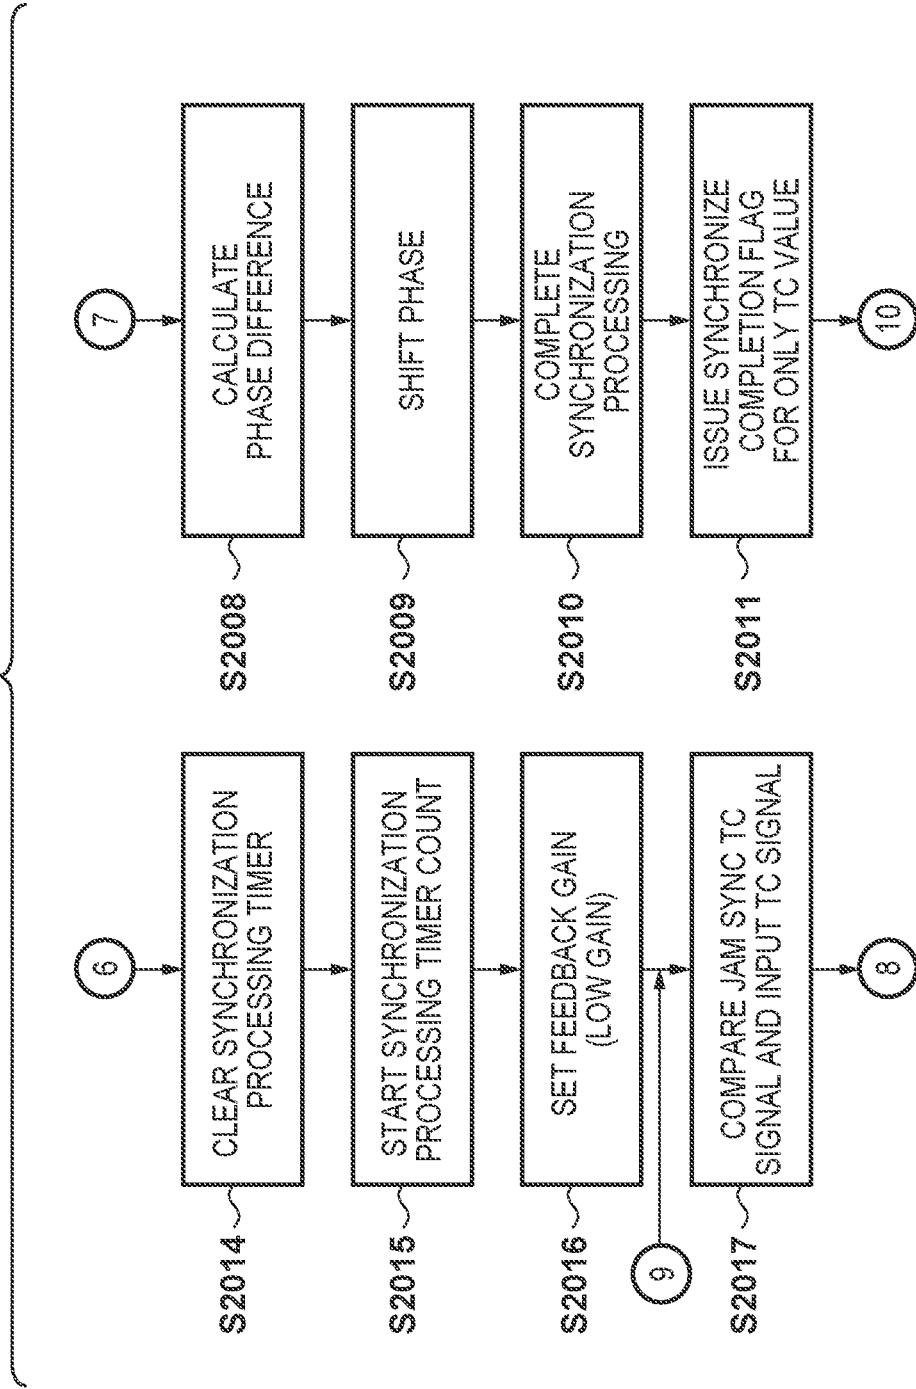 6
S2014
CLEAR SYNCHRONIZATION
PROCESSING TIMER
S2015
START SYNCHRONIZATION
PROCESSING TIMER COUNT
S2016
SET FEEDBACK GAIN
(LOW GAIN)
9
S2017
COMPARE JAM SYNC TC
SIGNAL AND INPUT TC SIGNAL
8
7
S2008
CALCULATE
PHASE DIFFERENCE
S2009
SHIFT PHASE
S2010
COMPLETE
SYNCHRONIZATION
PROCESSING
S2011
ISSUE SYNCHRONIZE
COMPLETION FLAG
FOR ONLY TC VALUE
10